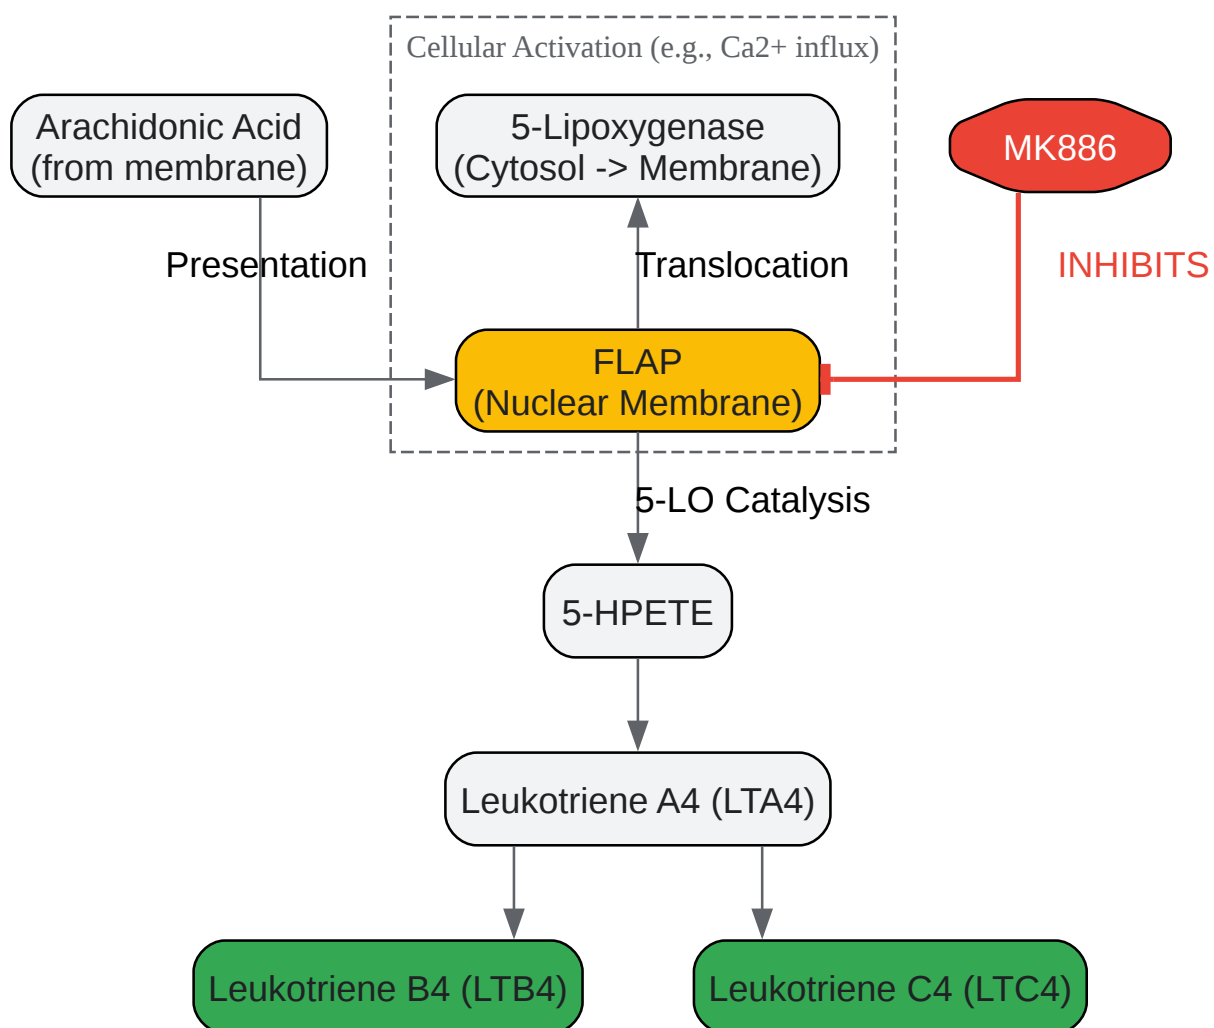 Cellular Activation (e.g., Ca2+ influx)
Arachidonic Acid
(from membrane)
5-Lipoxygenase
(Cytosol -> Membrane)
MK886
Presentation
Translocation
INHIBITS
FLAP
(Nuclear Membrane)
5-LO Catalysis
5-HPETE
Leukotriene A4 (LTA4)
Leukotriene B4 (LTB4)
Leukotriene C4 (LTC4)